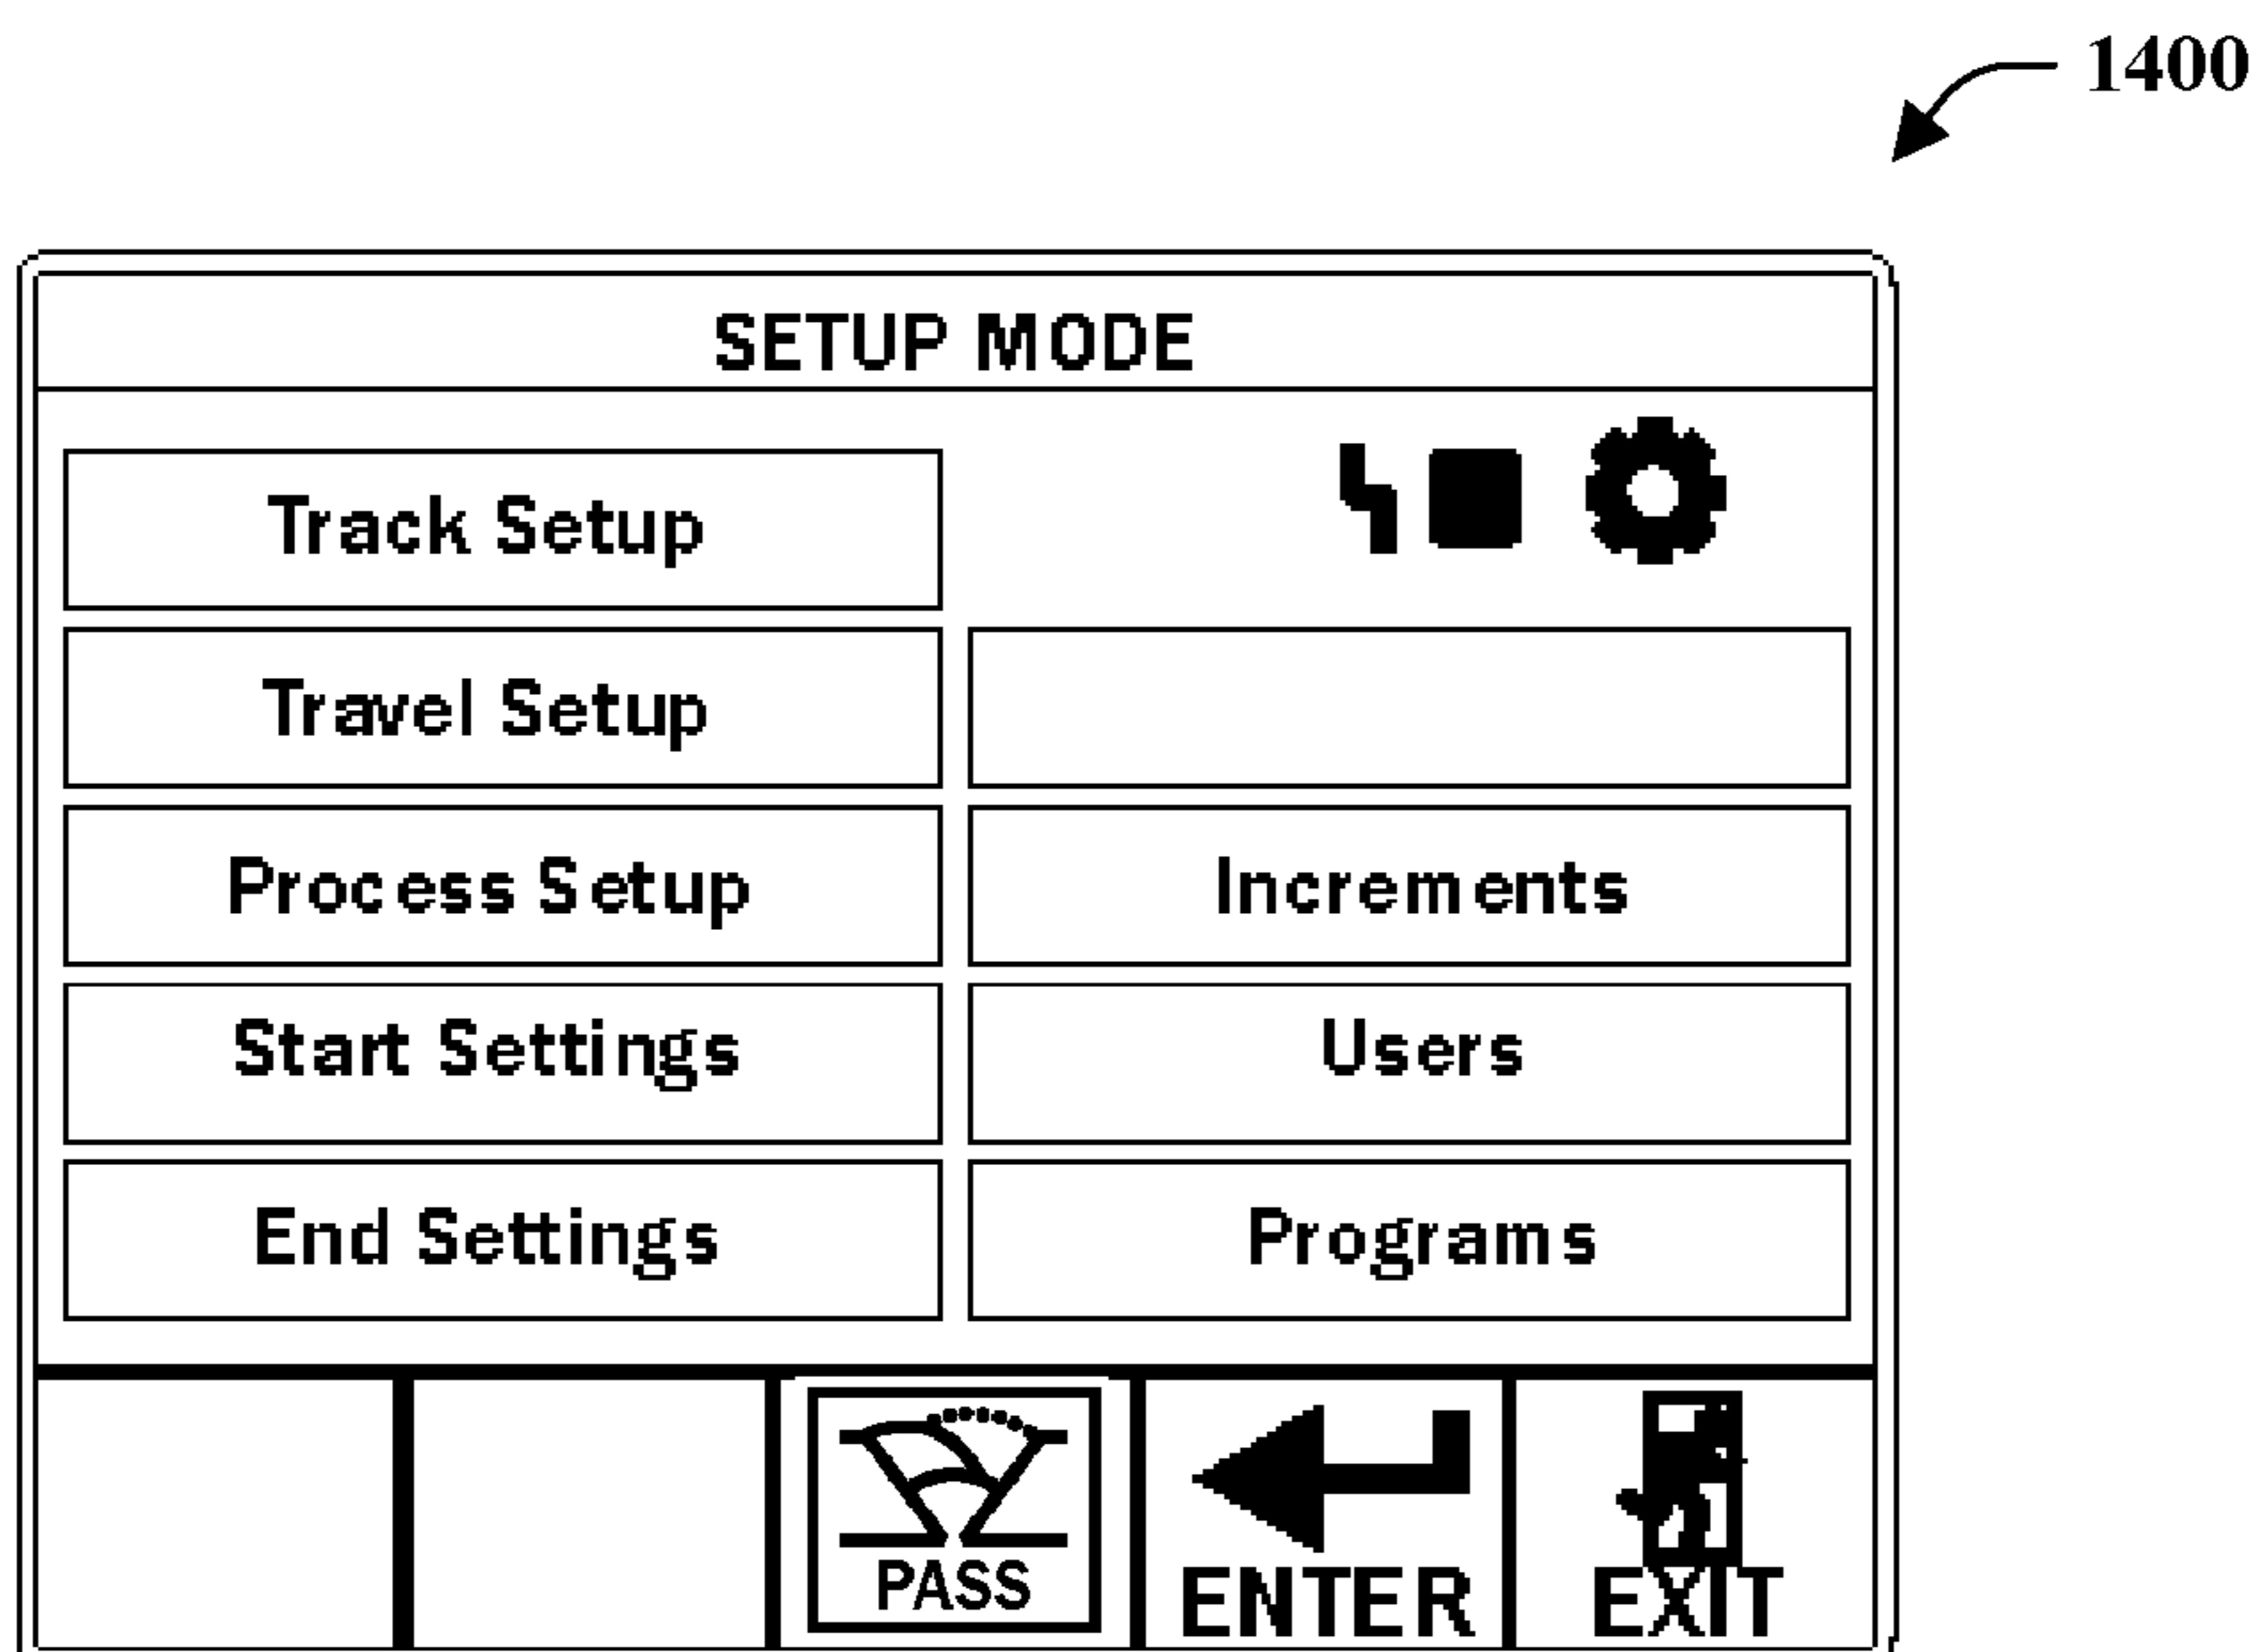 1400
SETUP MODE
Track Setup
Travel Setup
Process Setup
Increments
Start Settings
Users
End Settings
Programs
PASS
ENTER
EXIT